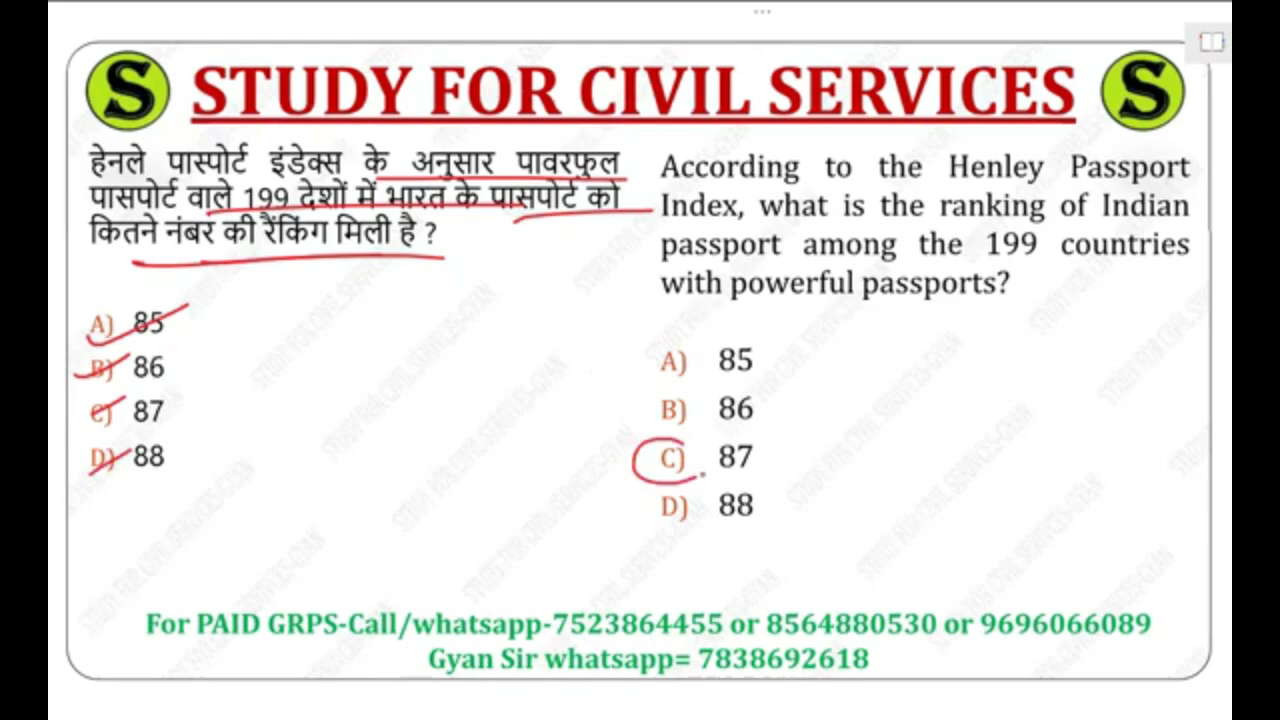 S STUDY FOR CIVIL SERVICES S
हेनले पास्पोर्ट इंडेक्स के अनुसार पावरफुल
पासपोर्ट वाले 199 देशों में भारत के पासपोर्ट को
कितने नंबर की रैंकिंग मिली है ?
A) 85
B) 86
C) 87
D) 88
According to the Henley Passport
Index, what is the ranking of Indian
passport among the 199 countries
with powerful passports?
A) 85
B) 86
C) 87
D) 88
For PAID GRPS-Call/whatsapp-7523864455 or 8564880530 or 9696066089
Gyan Sir whatsapp= 7838692618